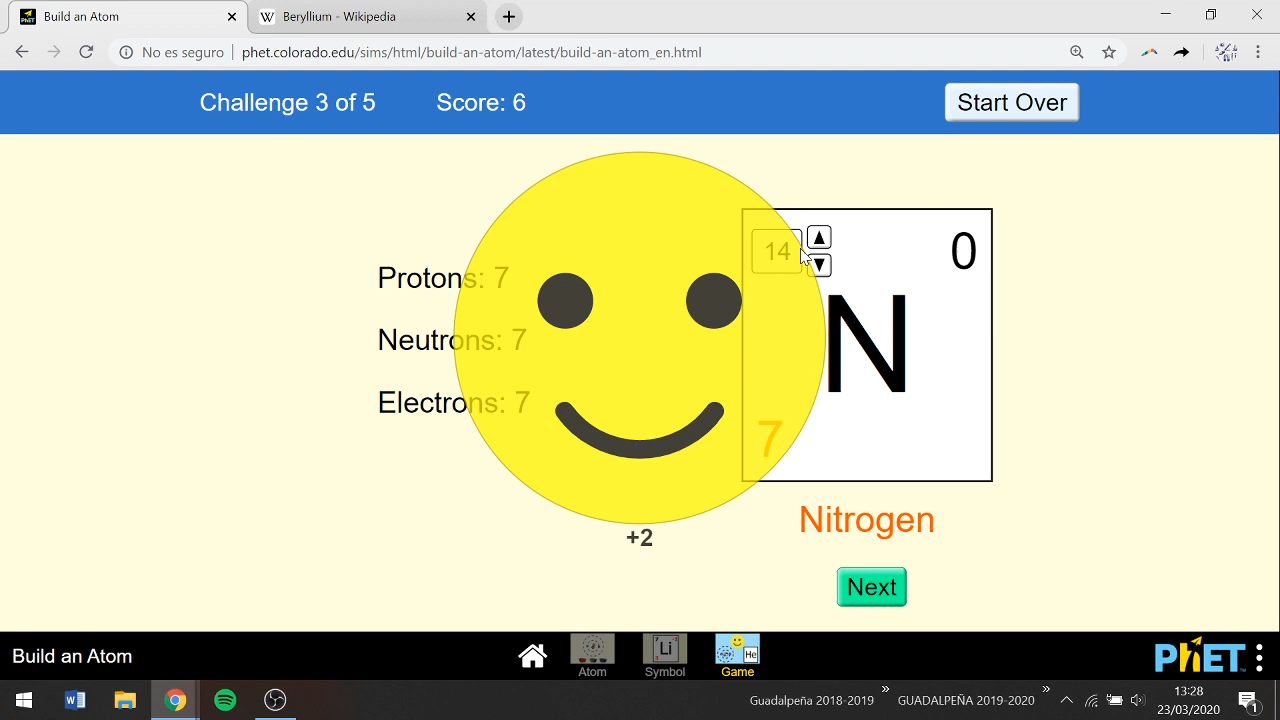 Build an Atom
Beryllium - Wikipedia
No es seguro | phet.colorado.edu/sims/html/build-an-atom/latest/build-an-atom_en.html
Challenge 3 of 5
Score: 6
Start Over
Protons: 7
Neutrons: 7
Electrons: 7
14
0
N
7
Nitrogen
+2
Next
Build an Atom
Li
He
Atom
Symbol
Game
PhET
Guadalpeña 2018-2019
GUADALPEÑA 2019-2020
13:28
23/03/2020
1